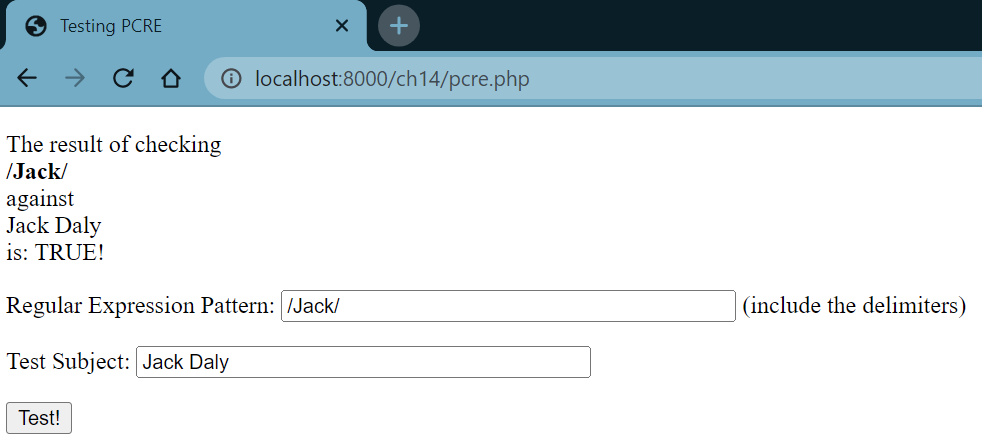 Testing PCRE
localhost:8000/ch14/pcre.php
The result of checking
/Jack/
against
Jack Daly
is: TRUE!
Regular Expression Pattern: /Jack/ (include the delimiters)
Test Subject: Jack Daly
Test!